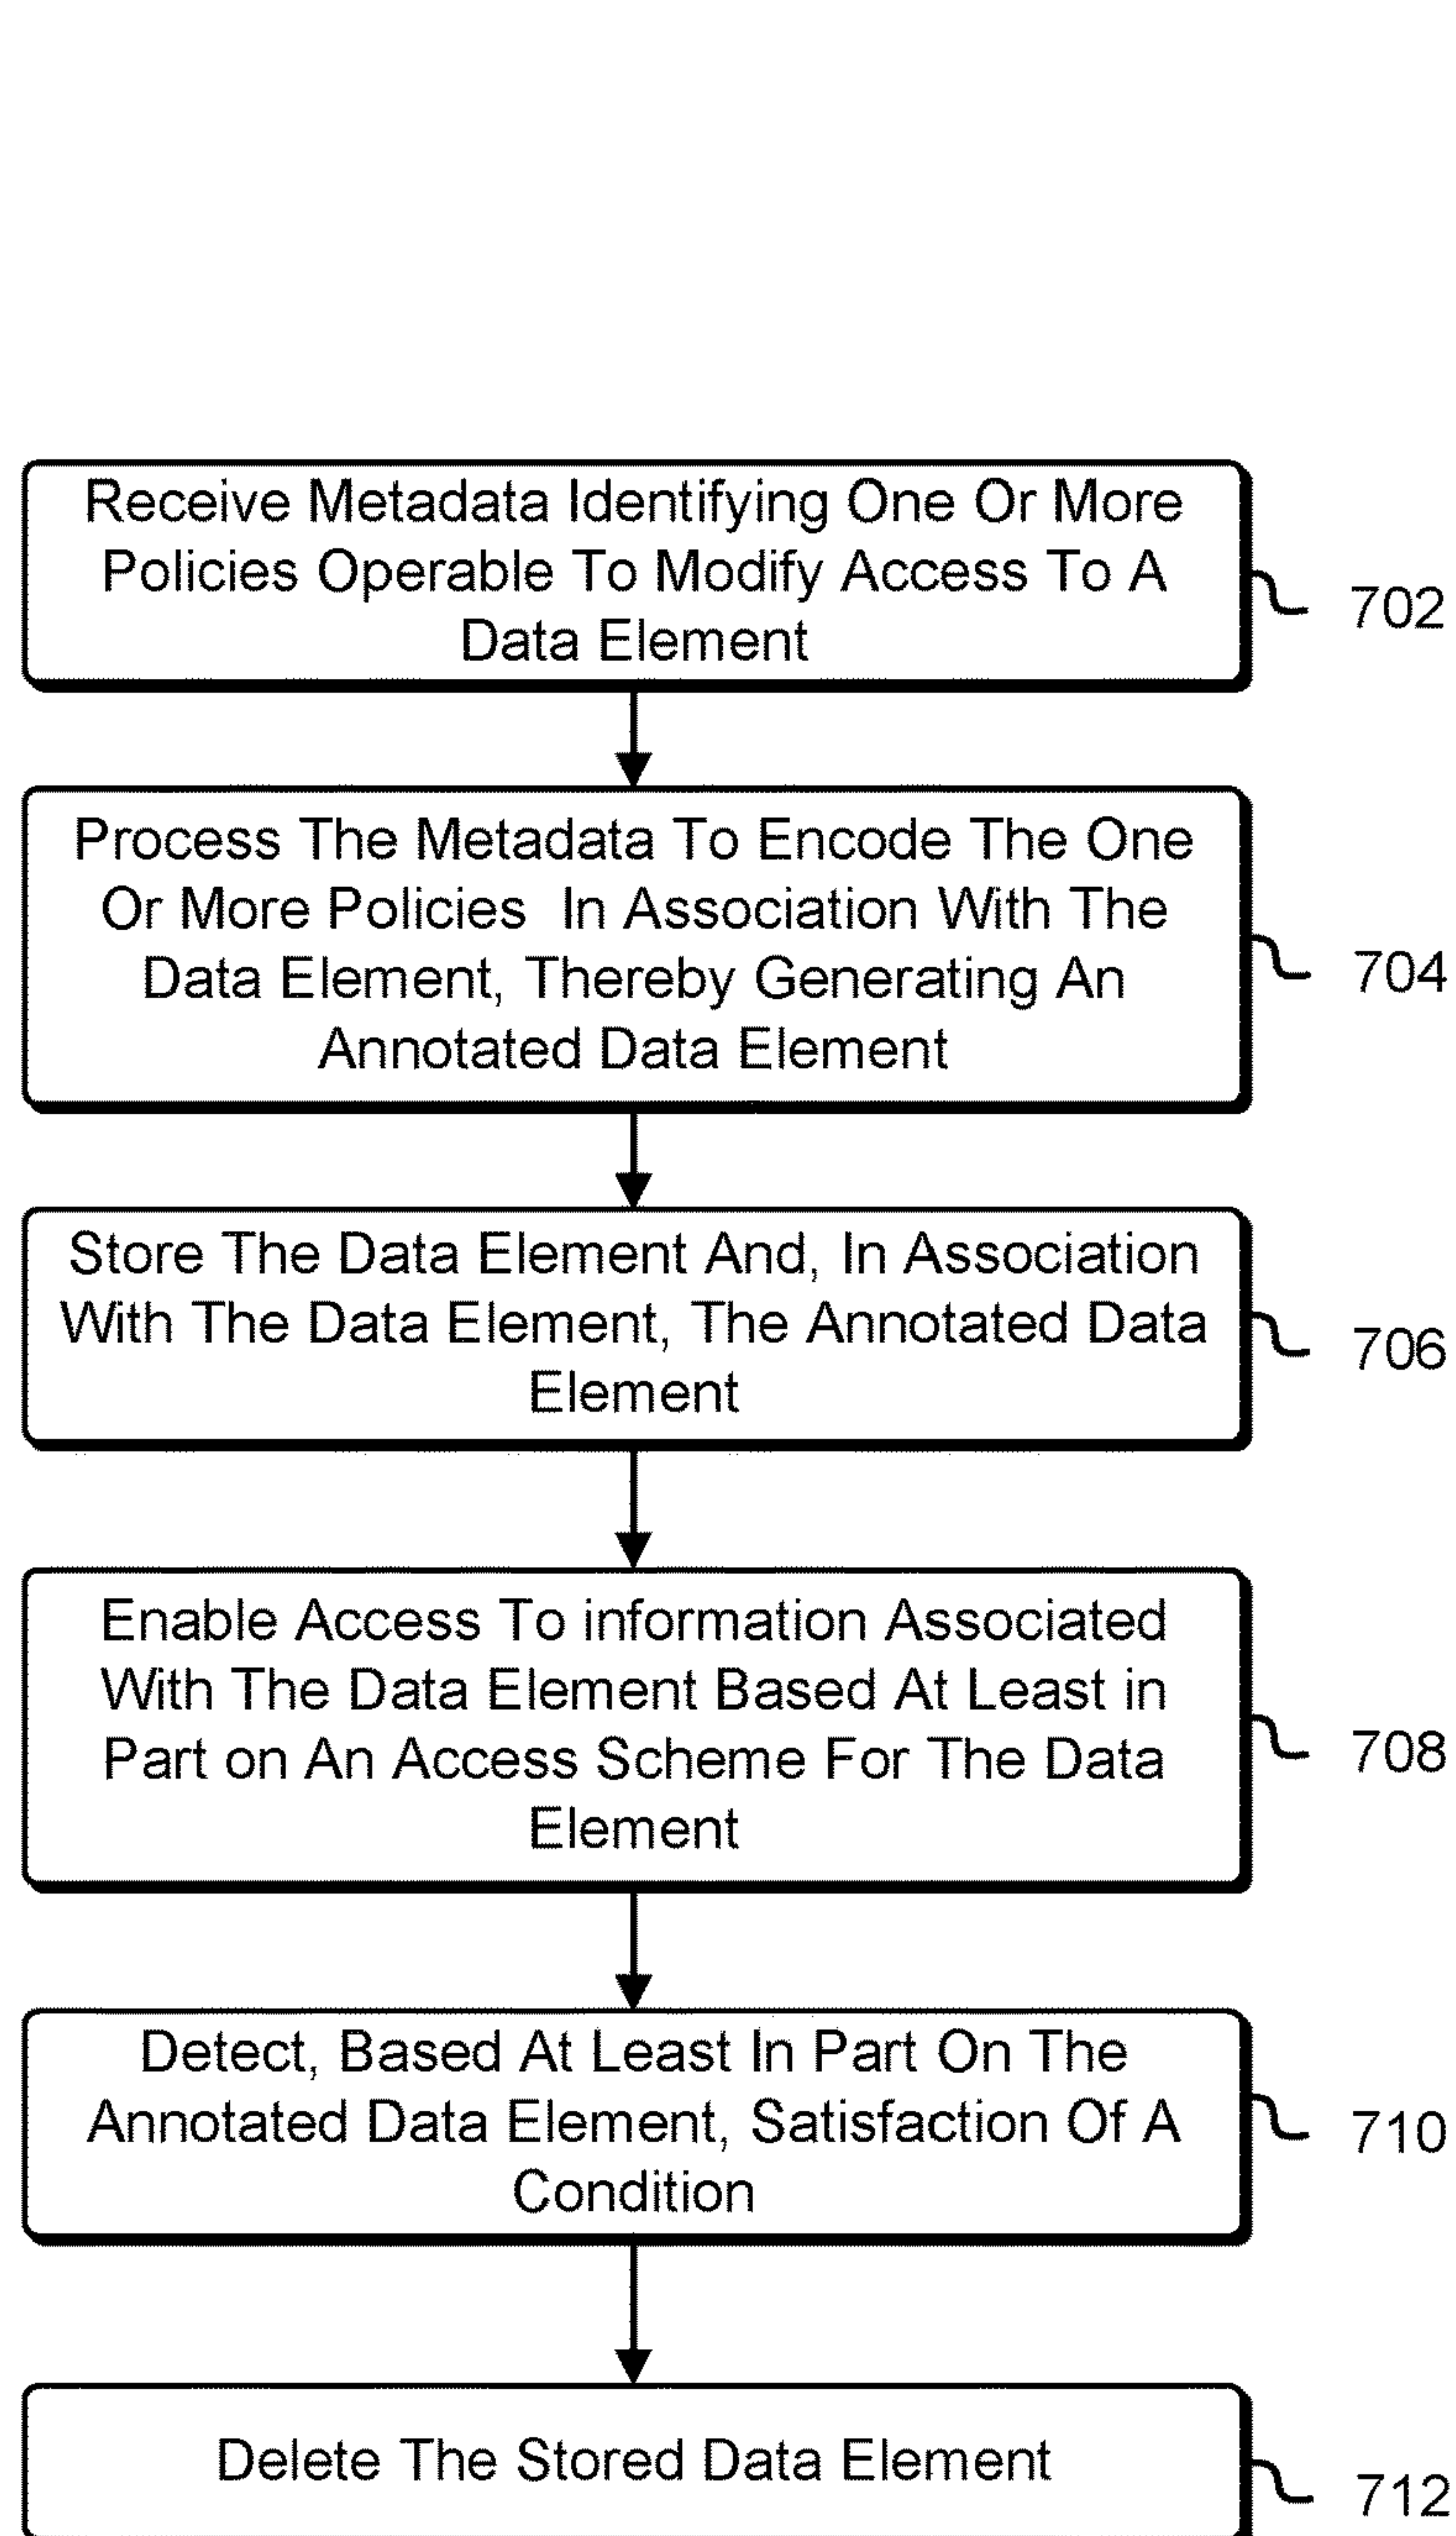 Receive Metadata Identifying One Or More
Policies Operable To Modify Access To A
Data Element
702
Process The Metadata To Encode The One
Or More Policies  In Association With The
Data Element, Thereby Generating An
Annotated Data Element
704
Store The Data Element And, In Association
With The Data Element, The Annotated Data
Element
706
Enable Access To information Associated
With The Data Element Based At Least in
Part on An Access Scheme For The Data
Element
708
Detect, Based At Least In Part On The
Annotated Data Element, Satisfaction Of A
Condition
710
Delete The Stored Data Element
712